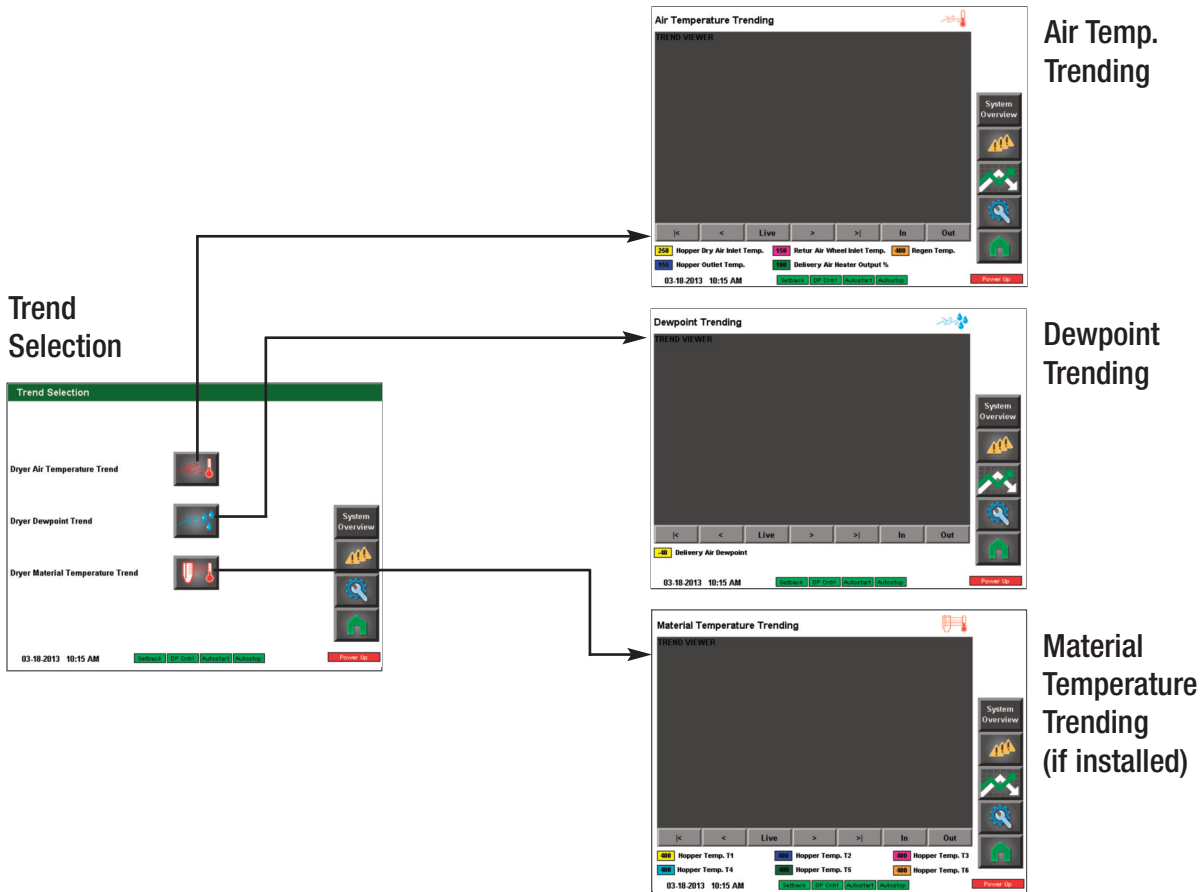 Trend
Selection
Trend Selection
Dryer Air Temperature Trend
Dryer Dewpoint Trend
System
Overview
Dryer Material Temperature Trend
03-18-2013 10:15 AM Setback DP Cntrl Autostart Autostop Power Up
Air Temperature Trending
TREND VIEWER
System
Overview
|< < Live > >| In Out
250 Hopper Dry Air Inlet Temp. 150 Retur Air Wheel Inlet Temp. 400 Regen Temp.
155 Hopper Outlet Temp. 100 Delivery Air Heater Output %
03-18-2013 10:15 AM Setback DP Cntrl Autostart Autostop Power Up
Air Temp.
Trending
Dewpoint Trending
TREND VIEWER
System
Overview
|< < Live > >| In Out
-40 Delivery Air Dewpoint
03-18-2013 10:15 AM Setback DP Cntrl Autostart Autostop Power Up
Dewpoint
Trending
Material Temperature Trending
TREND VIEWER
System
Overview
|< < Live > >| In Out
400 Hopper Temp. T1 400 Hopper Temp. T2 400 Hopper Temp. T3
400 Hopper Temp. T4 400 Hopper Temp. T5 400 Hopper Temp. T6
03-18-2013 10:15 AM Setback DP Cntrl Autostart Autostop Power Up
Material
Temperature
Trending
(if installed)